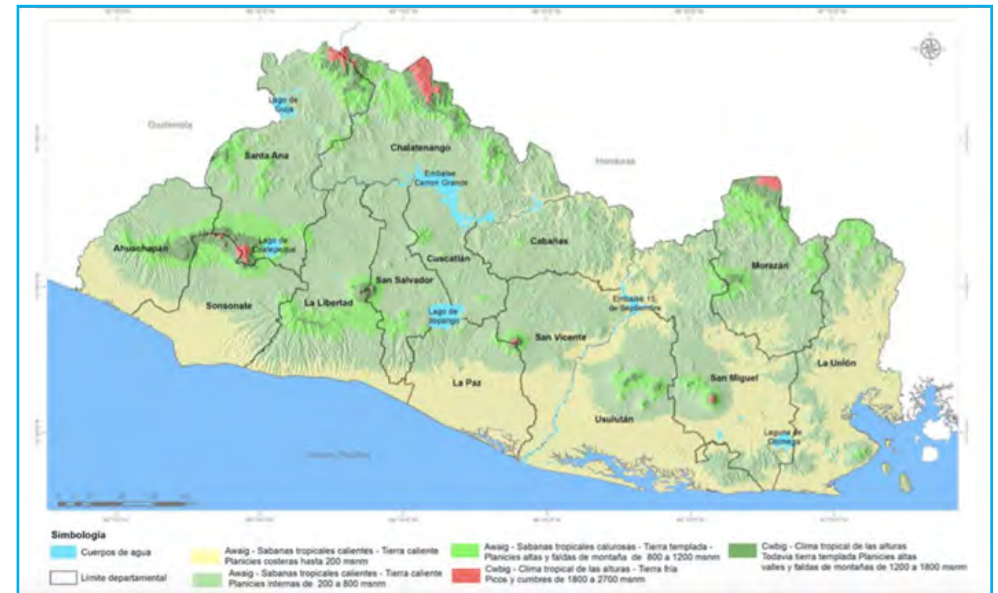 Lago de
Guija
Guatemala
Santa Ana
Chalatenango
Honduras
Embalse
Cerron Grande
Cabañas
Ahuachapán
Lago de
Coatepeque
Cuscatlán
Morazán
San Salvador
Sonsonate
La Libertad
Embalse 15
de Septiembre
Lago de
Ilopango
San Vicente
La Unión
La Paz
San Miguel
Usulután
Laguna de
Olomega
Simbología
Cuerpos de agua
Límite departamental
Awaig - Sabanas tropicales calientes - Tierra caliente
Planicies costeras hasta 200 msnm
Awaig - Sabanas tropicales calientes - Tierra caliente
Planicies internas de 200 a 800 msnm
Awaig - Sabanas tropicales calurosas - Tierra templada -
Planicies altas y faldas de montaña de 800 a 1200 msnm
Cwbig - Clima tropical de las alturas - Tierra fría
Picos y cumbres de 1800 a 2700 msnm
Cwbig - Clima tropical de las alturas
Todavia tierra templada Planicies altas
valles y faldas de montañas de 1200 a 1800 msnm